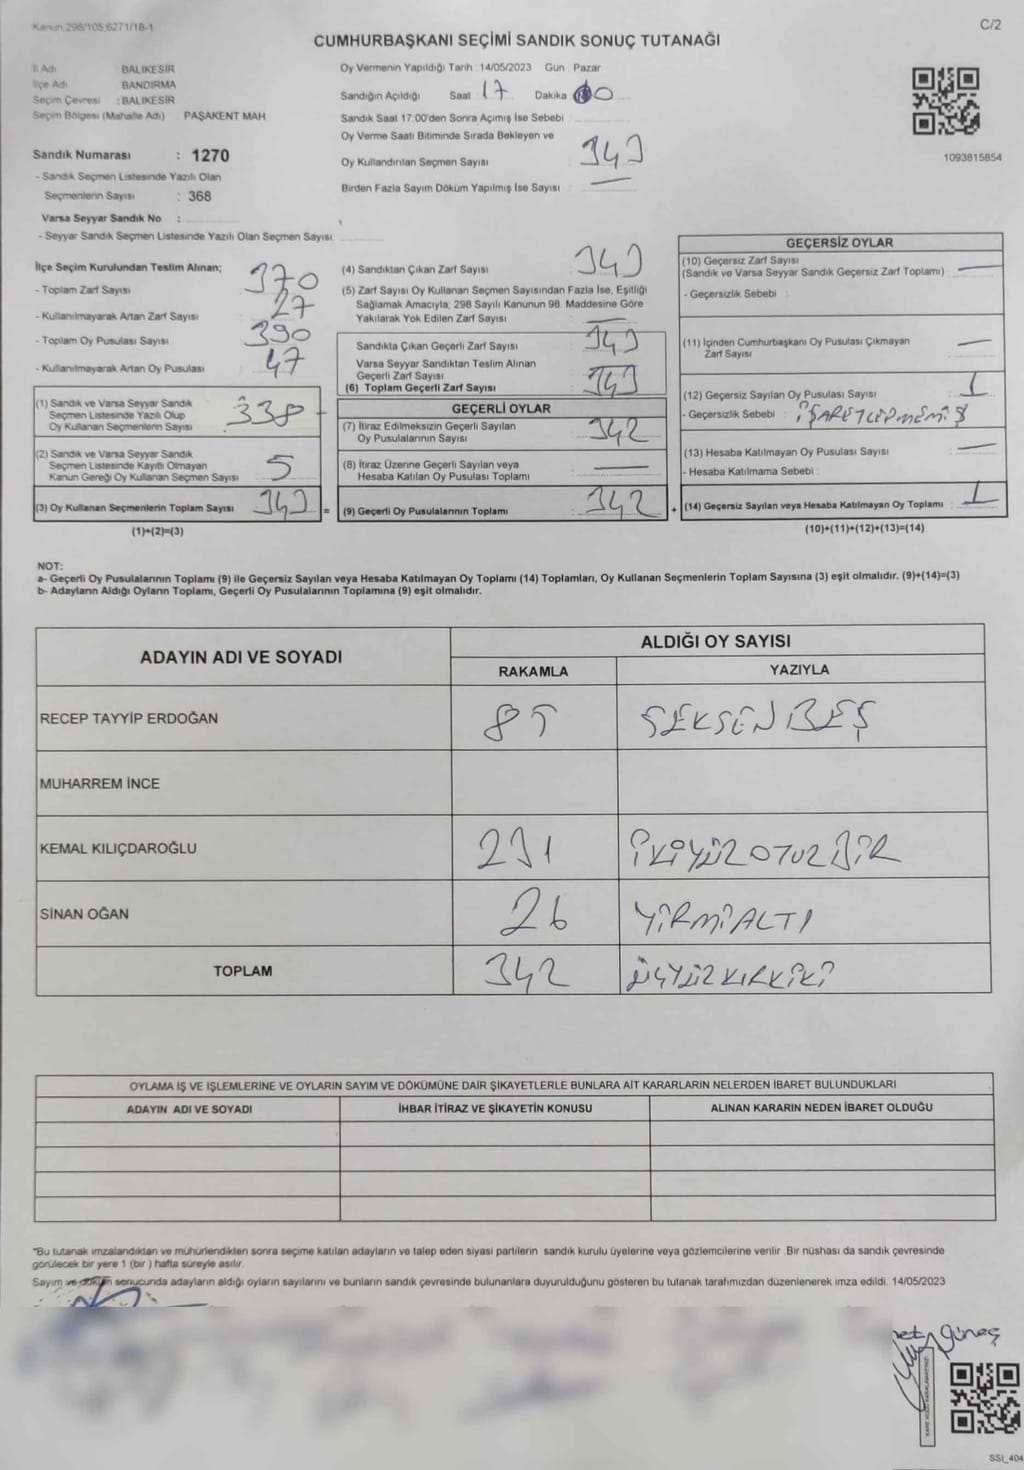 Kanun 298/105,6271/18-1
C/2
CUMHURBAŞKANI SEÇİMİ SANDIK SONUÇ TUTANAĞI
İl Adı BALIKESİR
İlçe Adı BANDIRMA
Seçim Çevresi : BALIKESİR
Seçim Bölgesi (Mahalle Adı) : PAŞAKENT MAH
Sandık Numarası : 1270
- Sandık Seçmen Listesinde Yazılı Olan
Seçmenlerin Sayısı : 368
Varsa Seyyar Sandık No :
- Seyyar Sandık Seçmen Listesinde Yazılı Olan Seçmen Sayısı:
Oy Vermenin Yapıldığı Tarih :14/05/2023 Gün : Pazar
Sandığın Açıldığı Saat 17 Dakika 00
Sandık Saat 17:00'den Sonra Açımış İse Sebebi :
Oy Verme Saati Bitiminde Sırada Bekleyen ve
Oy Kullandırılan Seçmen Sayısı 343
Birden Fazla Sayım Döküm Yapılmış İse Sayısı : —
1093815854
İlçe Seçim Kurulundan Teslim Alınan;
- Toplam Zarf Sayısı 370
- Kullanılmayarak Artan Zarf Sayısı 27
- Toplam Oy Pusulası Sayısı 390
- Kullanılmayarak Artan Oy Pusulası 47
(1) Sandık ve Varsa Seyyar Sandık
Seçmen Listesinde Yazılı Olup
Oy Kullanan Seçmenlerin Sayısı : 338
(2) Sandık ve Varsa Seyyar Sandık
Seçmen Listesinde Kayıtlı Olmayan
Kanun Gereği Oy Kullanan Seçmen Sayısı : 5
(3) Oy Kullanan Seçmenlerin Toplam Sayısı 343
(1)+(2)=(3)
(4) Sandıktan Çıkan Zarf Sayısı 343
(5) Zarf Sayısı Oy Kullanan Seçmen Sayısından Fazla İse, Eşitliği
Sağlamak Amacıyla; 298 Sayılı Kanunun 98. Maddesine Göre
Yakılarak Yok Edilen Zarf Sayısı : —
Sandıkla Çıkan Geçerli Zarf Sayısı 343
Varsa Seyyar Sandıktan Teslim Alınan
Geçerli Zarf Sayısı
(6) Toplam Geçerli Zarf Sayısı 343
=
GEÇERLİ OYLAR
(7) İtiraz Edilmeksizin Geçerli Sayılan
Oy Pusulalarının Sayısı : 342
(8) İtiraz Üzerine Geçerli Sayılan veya
Hesaba Katılan Oy Pusulası Toplamı : —
(9) Geçerli Oy Pusulalarının Toplamı 342
+
GEÇERSİZ OYLAR
(10) Geçersiz Zarf Sayısı
(Sandık ve Varsa Seyyar Sandık Geçersiz Zarf Toplamı) : —
- Geçersizlik Sebebi :
(11) İçinden Cumhurbaşkanı Oy Pusulası Çıkmayan
Zarf Sayısı —
(12) Geçersiz Sayılan Oy Pusulası Sayısı : 1
- Geçersizlik Sebebi : İŞARETLENMEMİŞ
(13) Hesaba Katılmayan Oy Pusulası Sayısı —
- Hesaba Katılmama Sebebi :
(14) Geçersiz Sayılan veya Hesaba Katılmayan Oy Toplamı : 1
(10)+(11)+(12)+(13)=(14)
NOT:
a- Geçerli Oy Pusulalarının Toplamı (9) ile Geçersiz Sayılan veya Hesaba Katılmayan Oy Toplamı (14) Toplamları, Oy Kullanan Seçmenlerin Toplam Sayısına (3) eşit olmalıdır. (9)+(14)=(3)
b- Adayların Aldığı Oyların Toplamı, Geçerli Oy Pusulalarının Toplamına (9) eşit olmalıdır.
ADAYIN ADI VE SOYADI ALDIĞI OY SAYISI
RAKAMLA YAZIYLA
RECEP TAYYİP ERDOĞAN 85 SEKSENBEŞ
MUHARREM İNCE
KEMAL KILIÇDAROĞLU 231 İKİYÜZOTUZBİR
SİNAN OĞAN 26 YİRMİALTI
TOPLAM 342 ÜÇYÜZKIRKİKİ
OYLAMA İŞ VE İŞLEMLERİNE VE OYLARIN SAYIM VE DÖKÜMÜNE DAİR ŞİKAYETLERLE BUNLARA AİT KARARLARIN NELERDEN İBARET BULUNDUKLARI
ADAYIN ADI VE SOYADI İHBAR İTİRAZ VE ŞİKAYETİN KONUSU ALINAN KARARIN NEDEN İBARET OLDUĞU
"Bu tutanak imzalandıktan ve mühürlendikten sonra seçime katılan adayların ve talep eden siyasi partilerin sandık kurulu üyelerine veya gözlemcilerine verilir .Bir nüshası da sandık çevresinde
görülecek bir yere 1 (bir ) hafta süreyle asılır.
Sayım ve döküm sonucunda adayların aldığı oyların sayılarını ve bunların sandık çevresinde bulunanlara duyurulduğunu gösteren bu tutanak tarafımızdan düzenlenerek imza edildi. 14/05/2023
Güneş
SSI_404